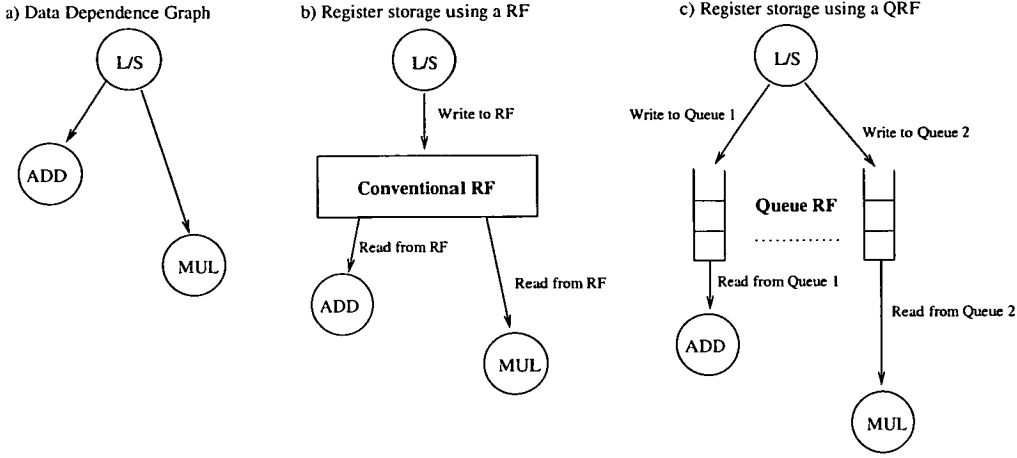 a) Data Dependence Graph
L/S
ADD
MUL
b) Register storage using a RF
L/S
Write to RF
Conventional RF
Read from RF
Read from RF
ADD
MUL
c) Register storage using a QRF
L/S
Write to Queue 1
Write to Queue 2
Queue RF
Read from Queue 1
Read from Queue 2
ADD
MUL